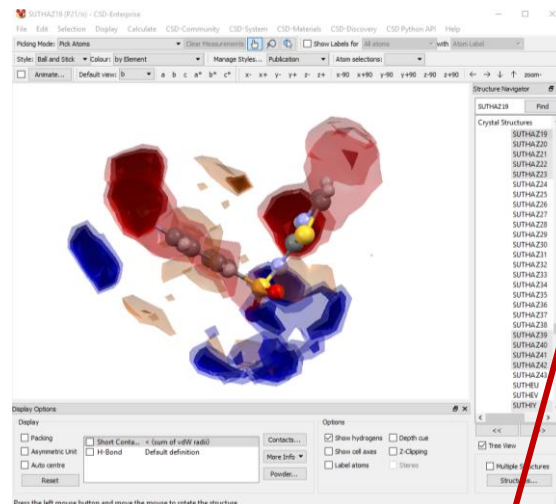 SUTHAZ19 (P21/n) - CSD-Enterprise
File Edit Selection Display Calculate CSD-Community CSD-System CSD-Materials CSD-Discovery CSD Python API Help
Picking Mode: Pick Atoms Clear Measurements Show Labels for All atoms with Atom Label
Style: Ball and Stick Colour: by Element Manage Styles... Publication Atom selections:
Animate... Default view: b a b c a* b* c* x- x+ y- y+ z- z+ x-90 x+90 y-90 y+90 z-90 z+90
Structure Navigator
SUTHAZ19 Find
Crystal Structures
SUTHAZ19
SUTHAZ20
SUTHAZ21
SUTHAZ22
SUTHAZ23
SUTHAZ24
SUTHAZ25
SUTHAZ26
SUTHAZ27
SUTHAZ28
SUTHAZ29
SUTHAZ30
SUTHAZ31
SUTHAZ32
SUTHAZ33
SUTHAZ34
SUTHAZ35
SUTHAZ36
SUTHAZ37
SUTHAZ38
SUTHAZ39
SUTHAZ40
SUTHAZ41
SUTHAZ42
SUTHAZ43
SUTHEU
SUTHEV
SUTHIY
<<
Tree View
Multiple Structures
Structures...
Display Options
Display
Packing
Asymmetric Unit
Auto centre
Reset
Short Conta... < (sum of vdW radii)
H-Bond Default definition
Contacts...
More Info
Powder...
Options
Show hydrogens Depth cue
Show cell axes Z-Clipping
Label atoms Stereo
Press the left mouse button and move the mouse to rotate the structure